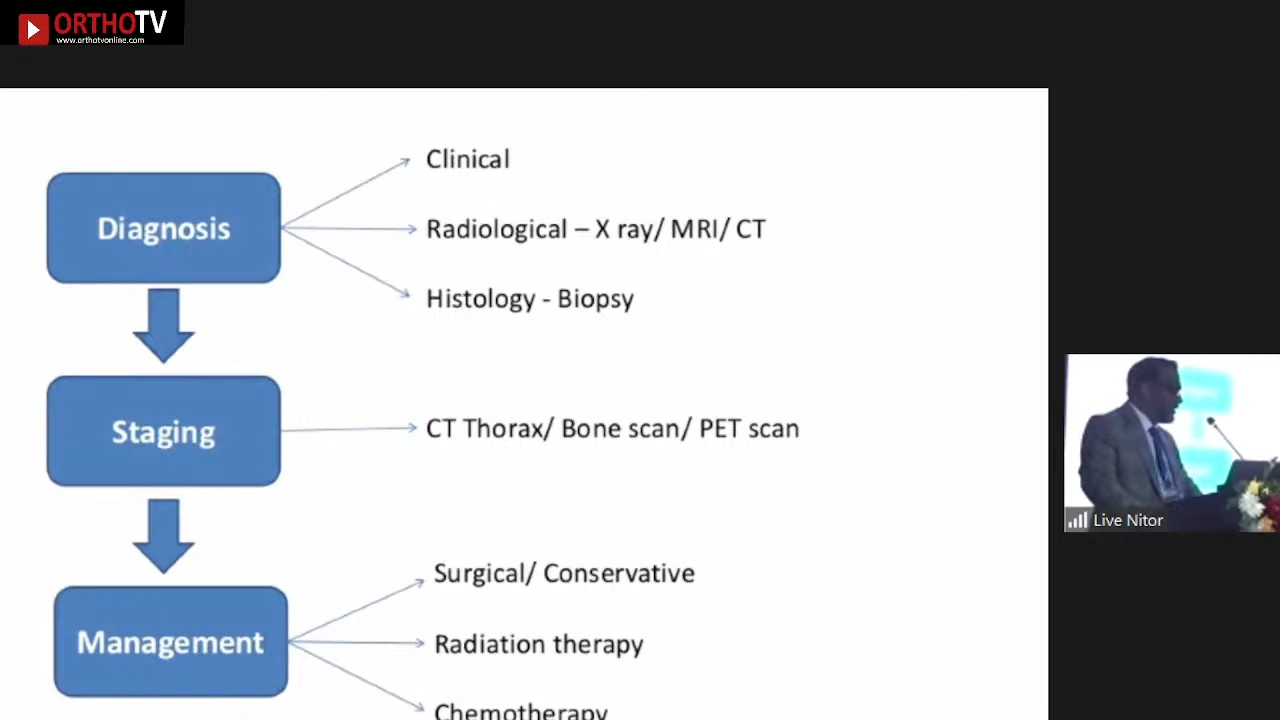 ORTHOTV
www.orthotvonline.com
Clinical
Diagnosis
Radiological – X ray/ MRI/ CT
Histology - Biopsy
Staging
CT Thorax/ Bone scan/ PET scan
Surgical/ Conservative
Management
Radiation therapy
Chemotherapy
Live Nitor